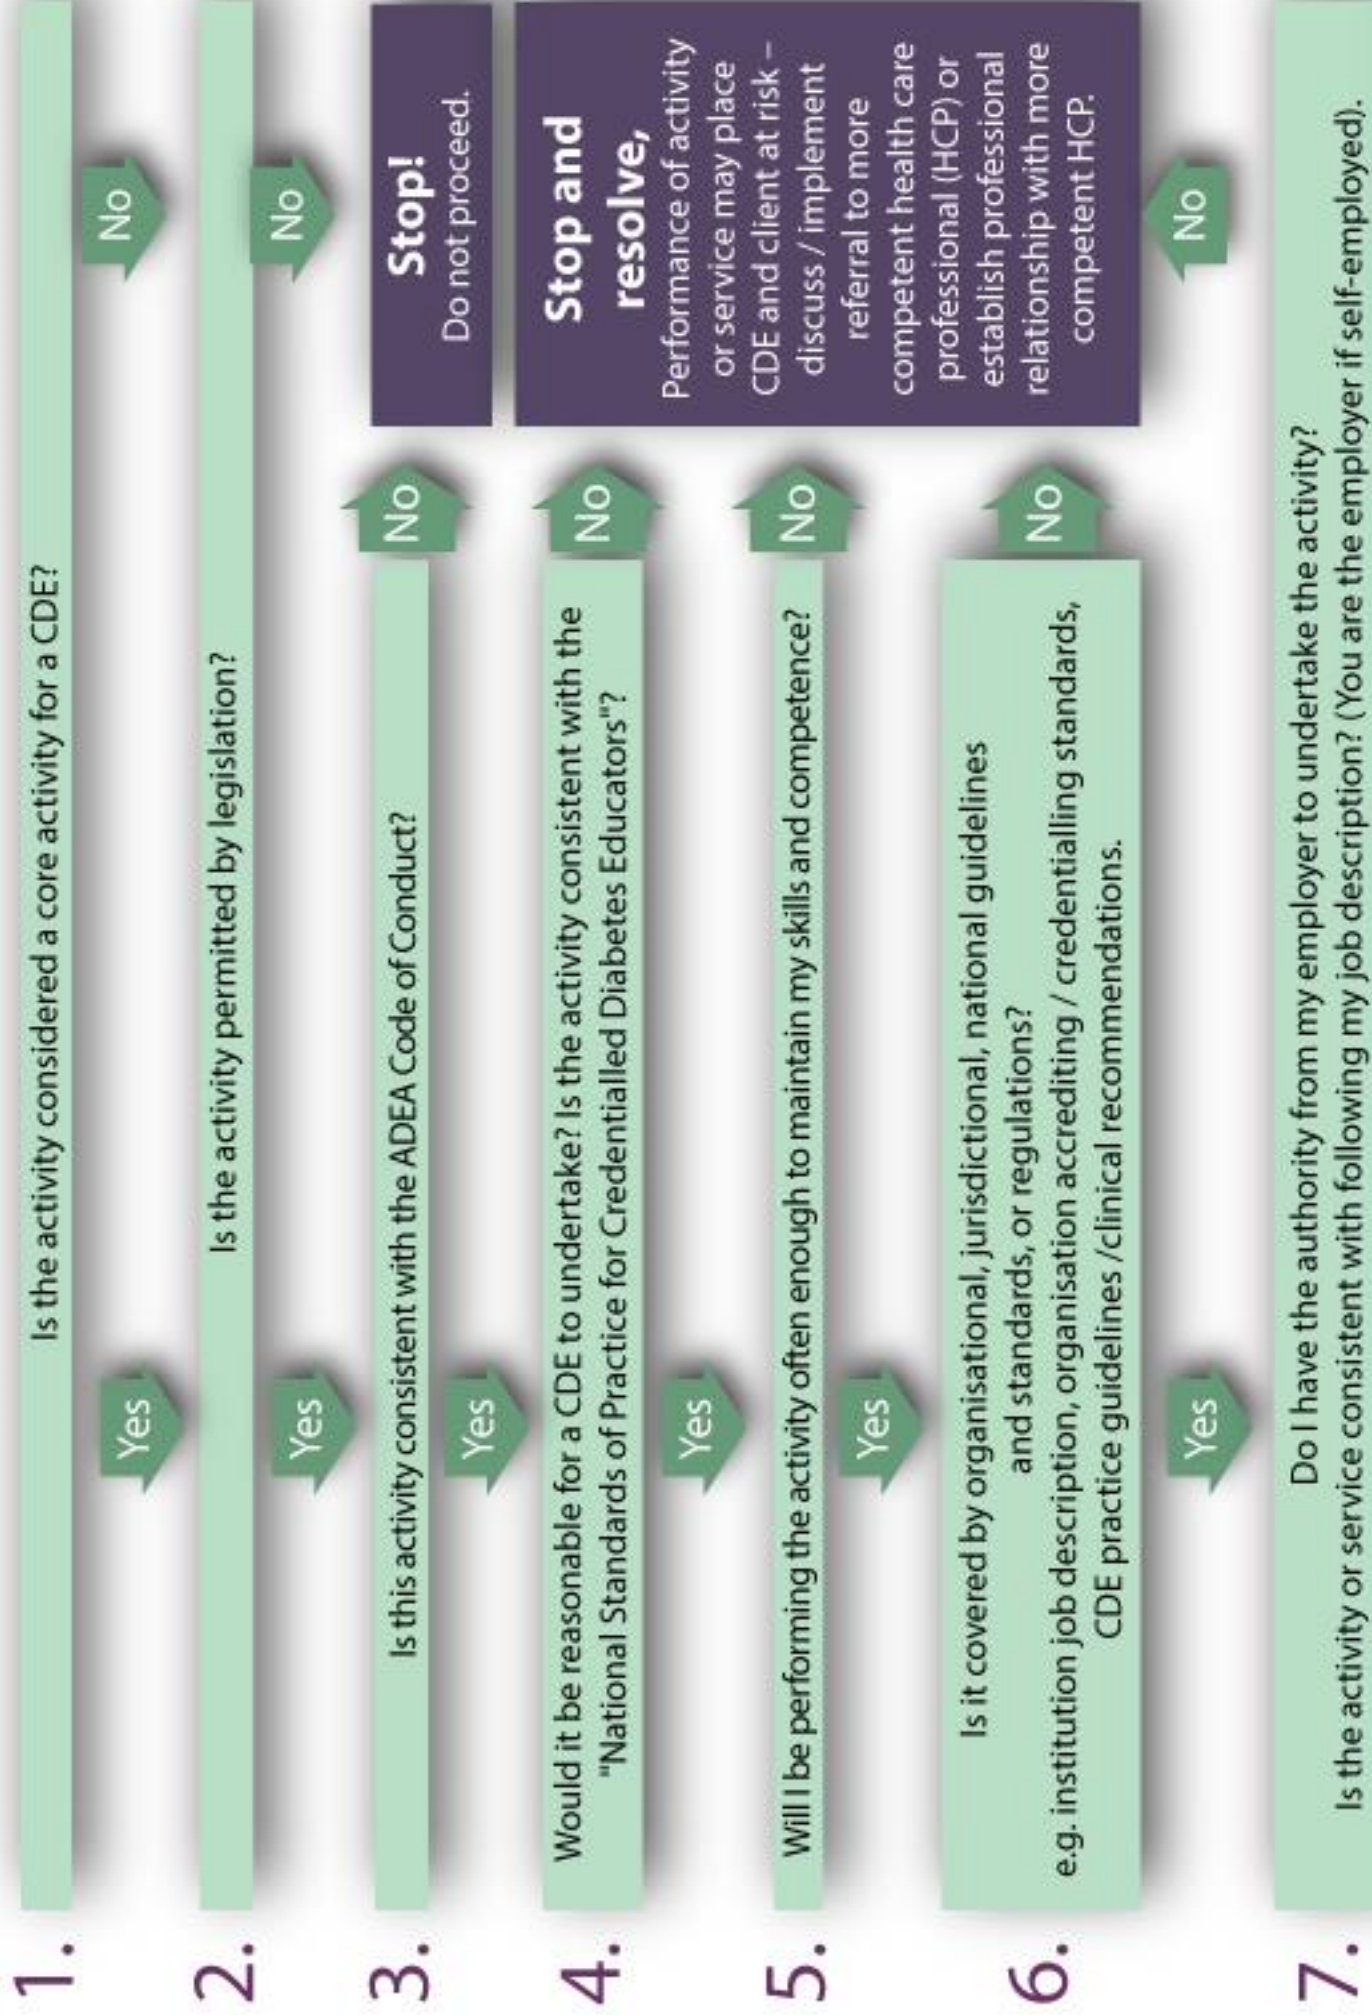 1.
Is the activity considered a core activity for a CDE?
Yes
No
2.
Is the activity permitted by legislation?
Yes
No
3.
Is this activity consistent with the ADEA Code of Conduct?
No
Stop!
Do not proceed.
Yes
4.
Would it be reasonable for a CDE to undertake? Is the activity consistent with the
"National Standards of Practice for Credentialled Diabetes Educators"?
No
Stop and
resolve,
Performance of activity
or service may place
CDE and client at risk –
discuss / implement
referral to more
competent health care
professional (HCP) or
establish professional
relationship with more
competent HCP.
Yes
5.
Will I be performing the activity often enough to maintain my skills and competence?
No
Yes
6.
Is it covered by organisational, jurisdictional, national guidelines
and standards, or regulations?
e.g. institution job description, organisation accrediting / credentialling standards,
CDE practice guidelines /clinical recommendations.
No
Yes
No
7.
Do I have the authority from my employer to undertake the activity?
Is the activity or service consistent with following my job description? (You are the employer if self-employed).